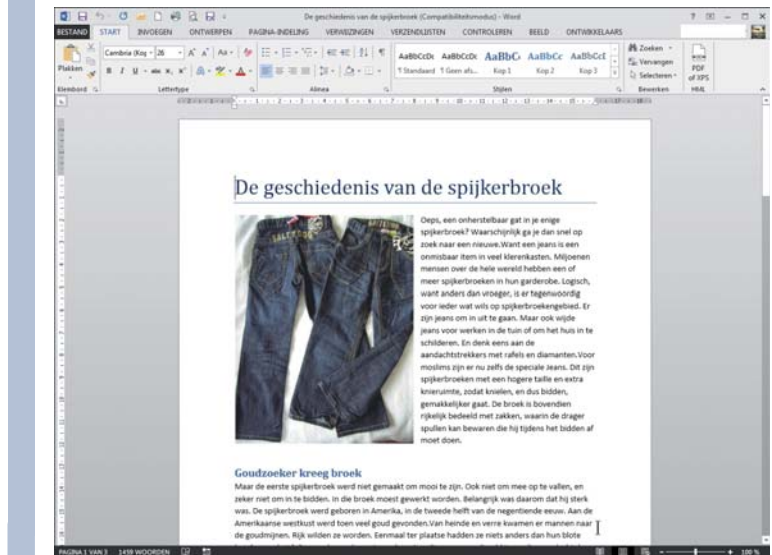 De geschiedenis van de spijkerbroek (Compatibiliteitsmodus) - Word
BESTAND START INVOEGEN ONTWERPEN PAGINA-INDELING VERWIJZINGEN VERZENDLIJSTEN CONTROLEREN BEELD ONTWIKKELAARS
Cambria (Kop 26
Plakken
B I U abc x, x²
AaBbCcDc AaBbCcDc AaBbC AaBbCc AaBbCcI
¶ Standaard ¶ Geen afs... Kop 1 Kop 2 Kop 3
Zoeken
Vervangen
Selecteren
PDF
of XPS
Klembord Lettertype Alinea Stijlen Bewerken HML
De geschiedenis van de spijkerbroek
SALTY DOG
Oeps, een onherstelbaar gat in je enige
spijkerbroek? Waarschijnlijk ga je dan snel op
zoek naar een nieuwe.Want een jeans is een
onmisbaar item in veel klerenkasten. Miljoenen
mensen over de hele wereld hebben een of
meer spijkerbroeken in hun garderobe. Logisch,
want anders dan vroeger, is er tegenwoordig
voor ieder wat wils op spijkerbroekengebied. Er
zijn jeans om in uit te gaan. Maar ook wijde
jeans voor werken in de tuin of om het huis in te
schilderen. En denk eens aan de
aandachtstrekkers met rafels en diamanten.Voor
moslims zijn er nu zelfs de speciale Jeans. Dit zijn
spijkerbroeken met een hogere taille en extra
knieruimte, zodat knielen, en dus bidden,
gemakkelijker gaat. De broek is bovendien
rijkelijk bedeeld met zakken, waarin de drager
spullen kan bewaren die hij tijdens het bidden af
moet doen.
Goudzoeker kreeg broek
Maar de eerste spijkerbroek werd niet gemaakt om mooi te zijn. Ook niet om mee op te vallen, en
zeker niet om in te bidden. In die broek moest gewerkt worden. Belangrijk was daarom dat hij sterk
was. De spijkerbroek werd geboren in Amerika, in de tweede helft van de negentiende eeuw. Aan de
Amerikaanse westkust werd toen veel goud gevonden.Van heinde en verre kwamen er mannen naar
de goudmijnen. Rijk wilden ze worden. Eenmaal ter plaatse hadden ze niets anders dan hun blote
PAGINA 1 VAN 3 1459 WOORDEN 100 %